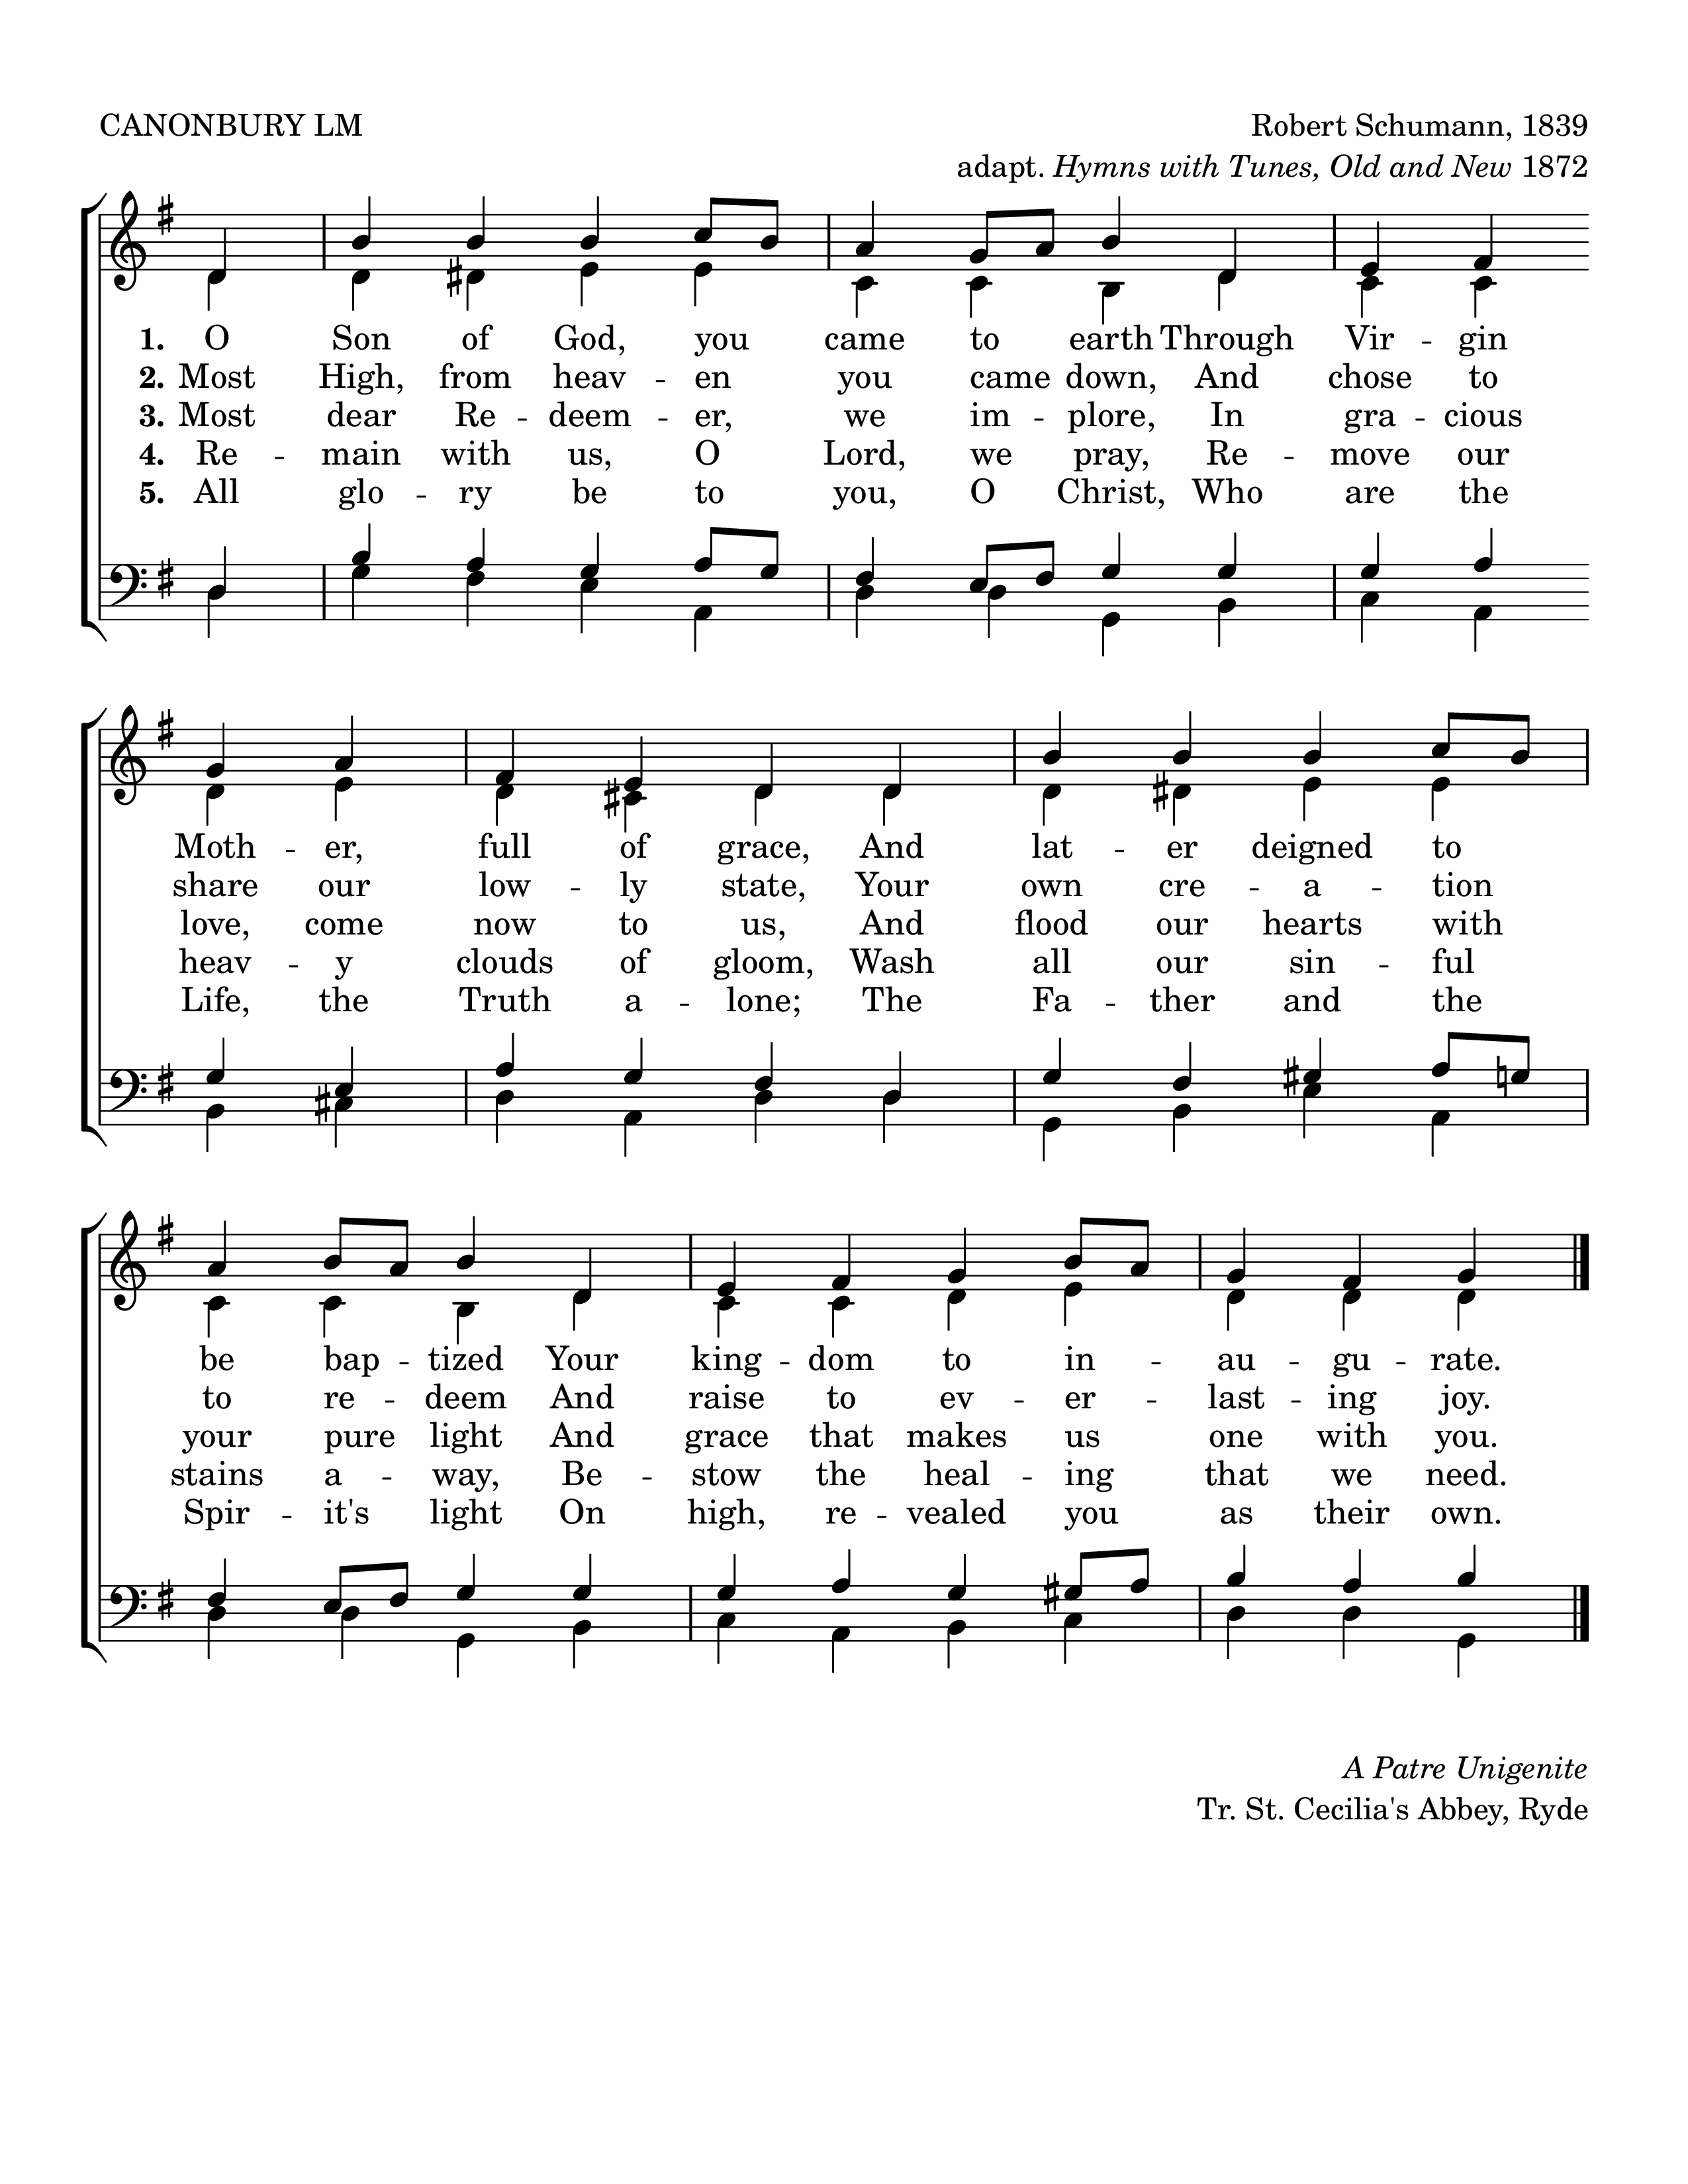 CANONBURY LM
Robert Schumann, 1839
adapt. Hymns with Tunes, Old and New 1872
1. O Son of God, you came to earth Through Vir -- gin
2. Most High, from heav -- en you came down, And chose to
3. Most dear Re -- deem -- er, we im -- plore, In gra -- cious
4. Re -- main with us, O Lord, we pray, Re -- move our
5. All glo -- ry be to you, O Christ, Who are the
Moth -- er, full of grace, And lat -- er deigned to
share our low -- ly state, Your own cre -- a -- tion
love, come now to us, And flood our hearts with
heav -- y clouds of gloom, Wash all our sin -- ful
Life, the Truth a -- lone; The Fa -- ther and the
be bap -- tized Your king -- dom to in -- au -- gu -- rate.
to re -- deem And raise to ev -- er -- last -- ing joy.
your pure light And grace that makes us one with you.
stains a -- way, Be -- stow the heal -- ing that we need.
Spir -- it's light On high, re -- vealed you as their own.
A Patre Unigenite
Tr. St. Cecilia's Abbey, Ryde